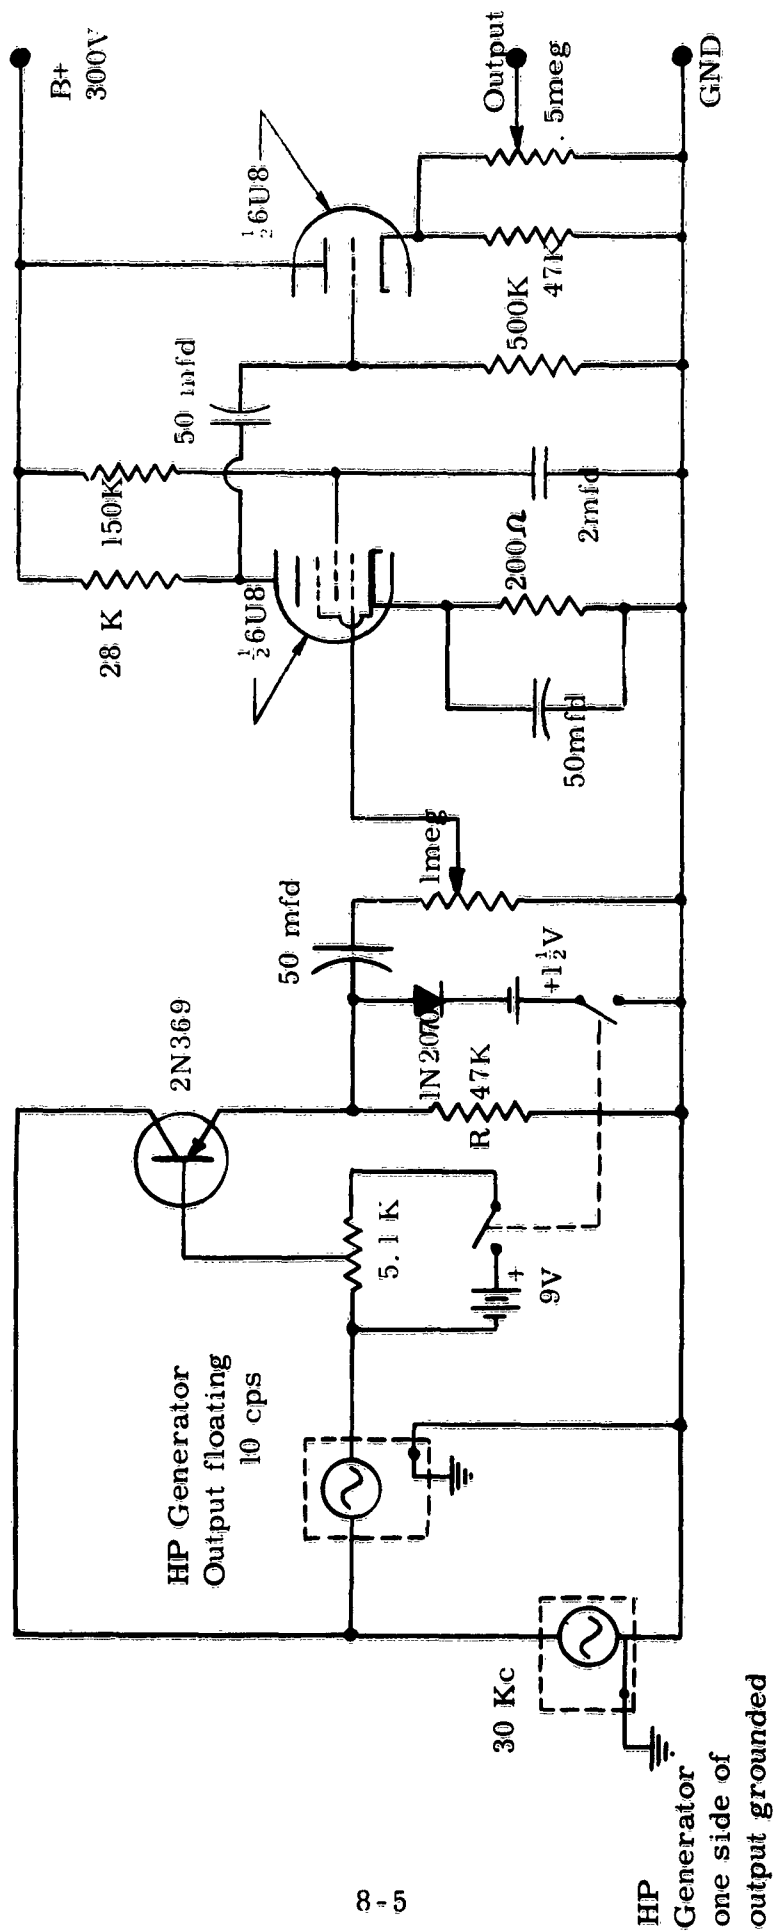 HP
Generator
one side of
output grounded
30 Kc
HP Generator
Output floating
10 cps
5.1 K
+
9V
2N369
R
47K
1N2070
+1½V
50 mfd
1meg
50mfd
200Ω
2mfd
28 K
½6U8
150K
50 mfd
500K
47K
½6U8
.5meg
Output
B+
300V
GND
8-5